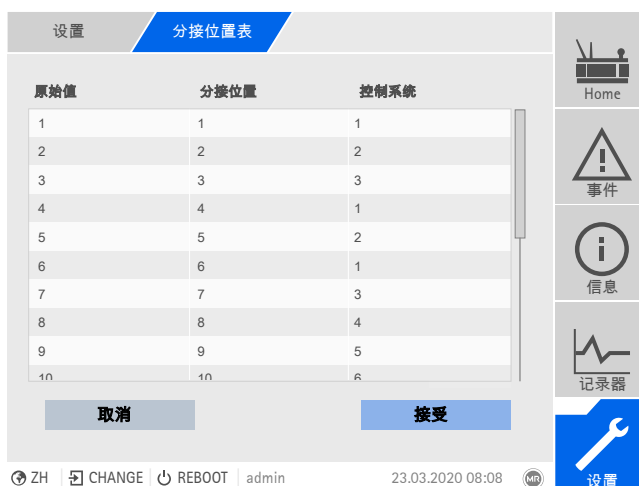 设置 分接位置表
原始值 分接位置 控制系统
1 1 1
2 2 2
3 3 3
4 4 1
5 5 2
6 6 1
7 7 3
8 8 4
9 9 5
10 10 6
取消 接受
Home
事件
信息
记录器
设置
ZH CHANGE REBOOT admin 23.03.2020 08:08 MR